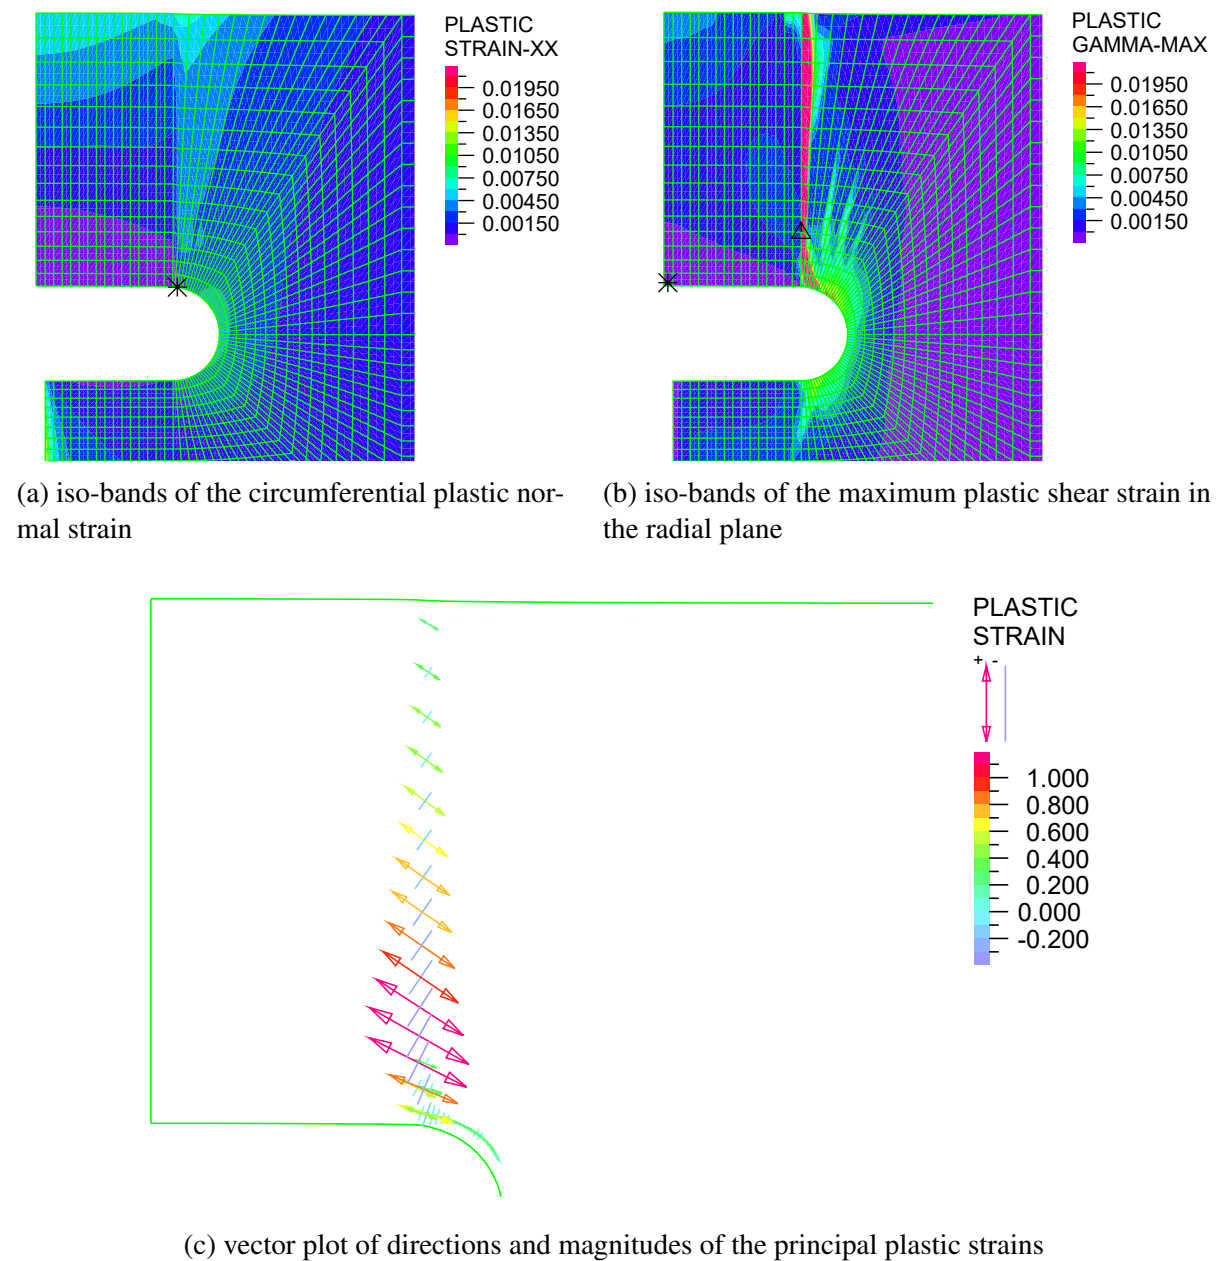 PLASTIC
STRAIN-XX
0.01950
0.01650
0.01350
0.01050
0.00750
0.00450
0.00150
PLASTIC
GAMMA-MAX
0.01950
0.01650
0.01350
0.01050
0.00750
0.00450
0.00150
(a) iso-bands of the circumferential plastic nor-
mal strain
(b) iso-bands of the maximum plastic shear strain in
the radial plane
PLASTIC
STRAIN
+ -
1.000
0.800
0.600
0.400
0.200
0.000
-0.200
(c) vector plot of directions and magnitudes of the principal plastic strains